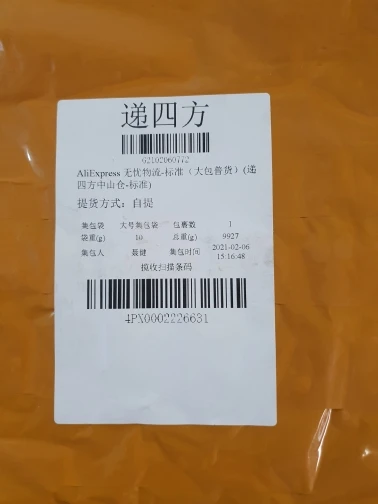 递四方
G2102060772
AliExpress 无忧物流-标准（大包普货）(递
四方中山仓-标准)
提货方式：自提
集包袋 大号集包袋 包裹数 1
袋重(g) 10 总重(g) 9927
集包人 聂健 集包时间 2021-02-06
15:16:48
揽收扫描条码
4PX0002226631